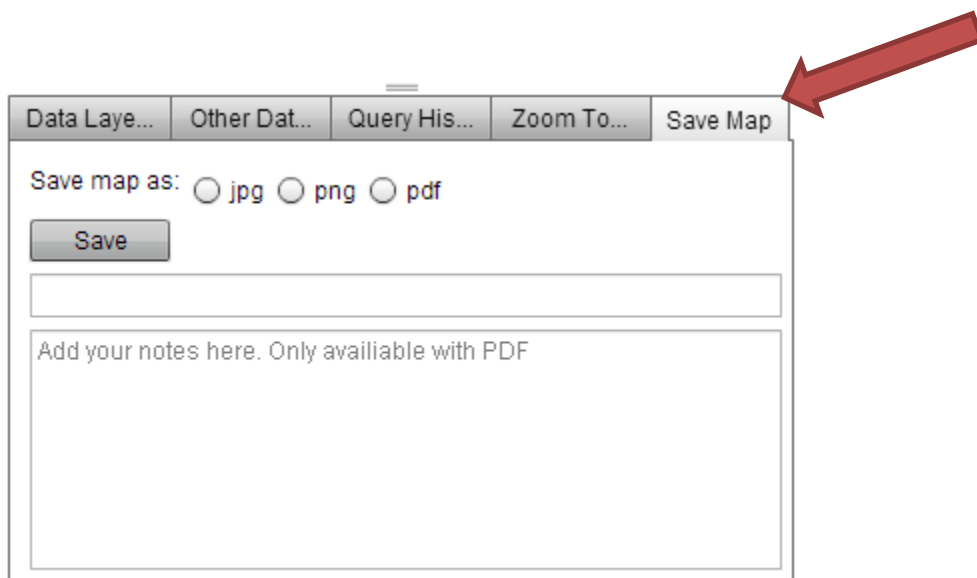 Data Laye... Other Dat... Query His... Zoom To... Save Map
Save map as: jpg png pdf
Save
Add your notes here. Only availiable with PDF